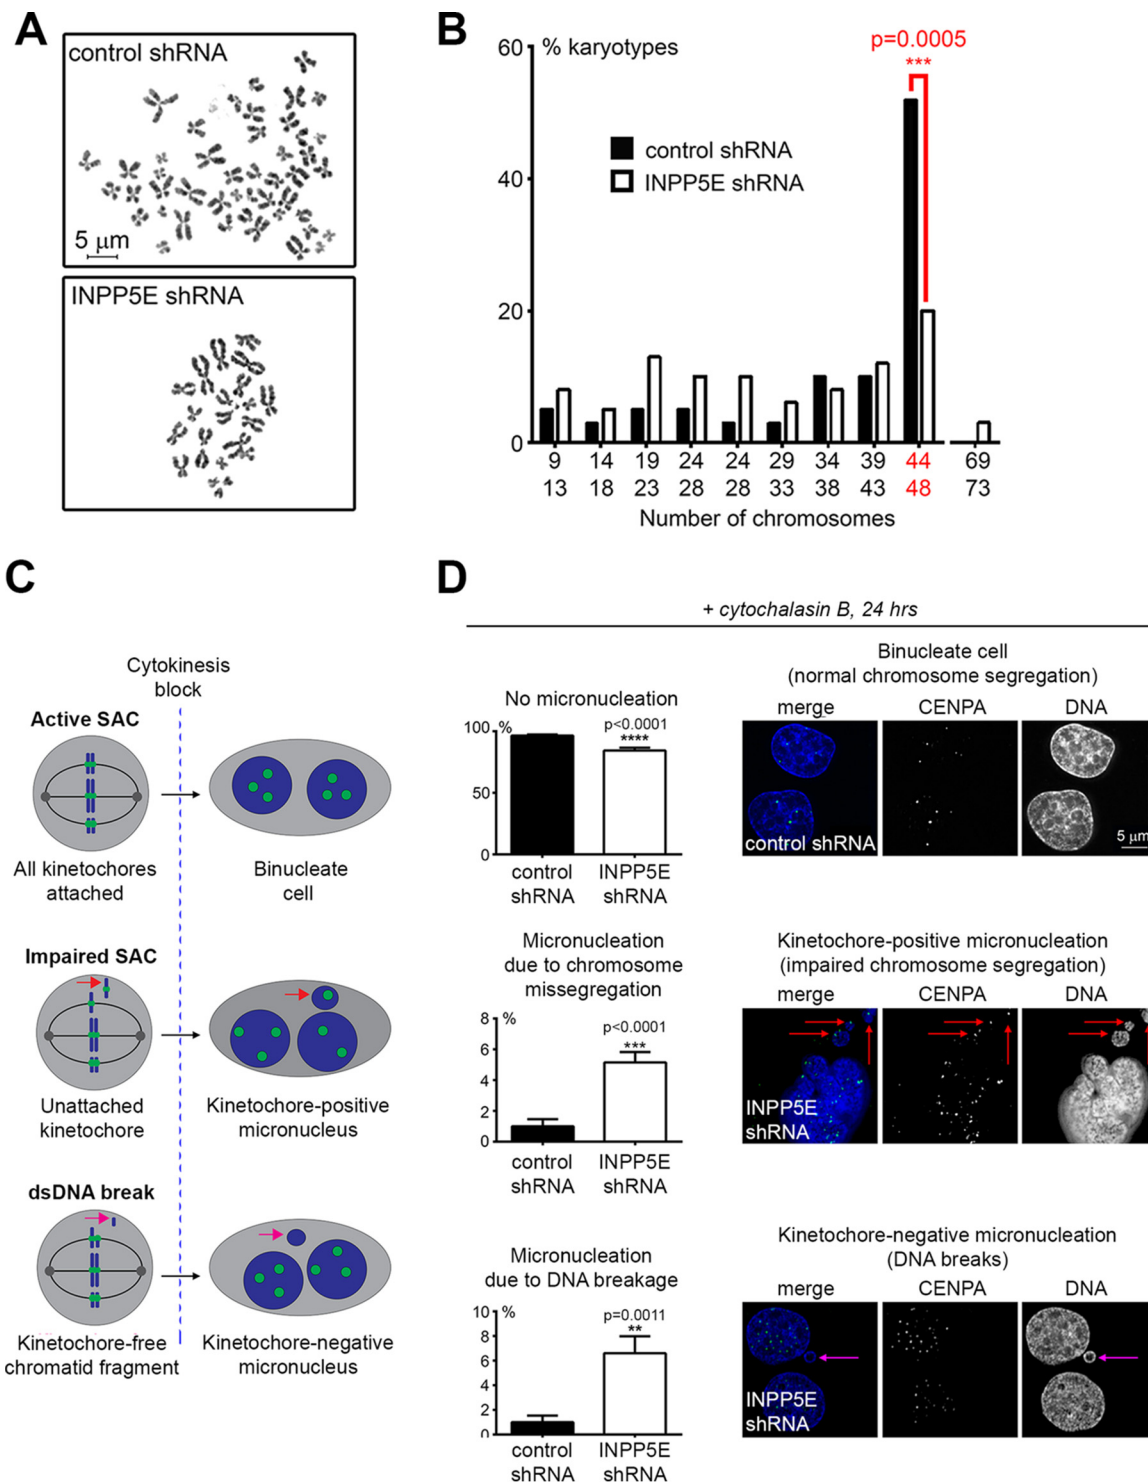 A
control shRNA
5 μm
INPP5E shRNA
B
60
% karyotypes
p=0.0005
***
control shRNA
INPP5E shRNA
40
20
0
9 14 19 24 24 29 34 39 44 69
13 18 23 28 28 33 38 43 48 73
Number of chromosomes
C
Cytokinesis
block
Active SAC
All kinetochores
attached
Binucleate
cell
Impaired SAC
Unattached
kinetochore
Kinetochore-positive
micronucleus
dsDNA break
Kinetochore-free
chromatid fragment
Kinetochore-negative
micronucleus
D
+ cytochalasin B, 24 hrs
No micronucleation
100
%
p<0.0001
****
50
0
control
shRNA
INPP5E
shRNA
Binucleate cell
(normal chromosome segregation)
merge CENPA DNA
control shRNA
5 μm
Micronucleation
due to chromosome
missegregation
8
%
p<0.0001
***
6
4
2
0
control
shRNA
INPP5E
shRNA
Kinetochore-positive micronucleation
(impaired chromosome segregation)
merge CENPA DNA
INPP5E
shRNA
Micronucleation
due to DNA breakage
10
%
p=0.0011
**
8
6
4
2
0
control
shRNA
INPP5E
shRNA
Kinetochore-negative micronucleation
(DNA breaks)
merge CENPA DNA
INPP5E
shRNA